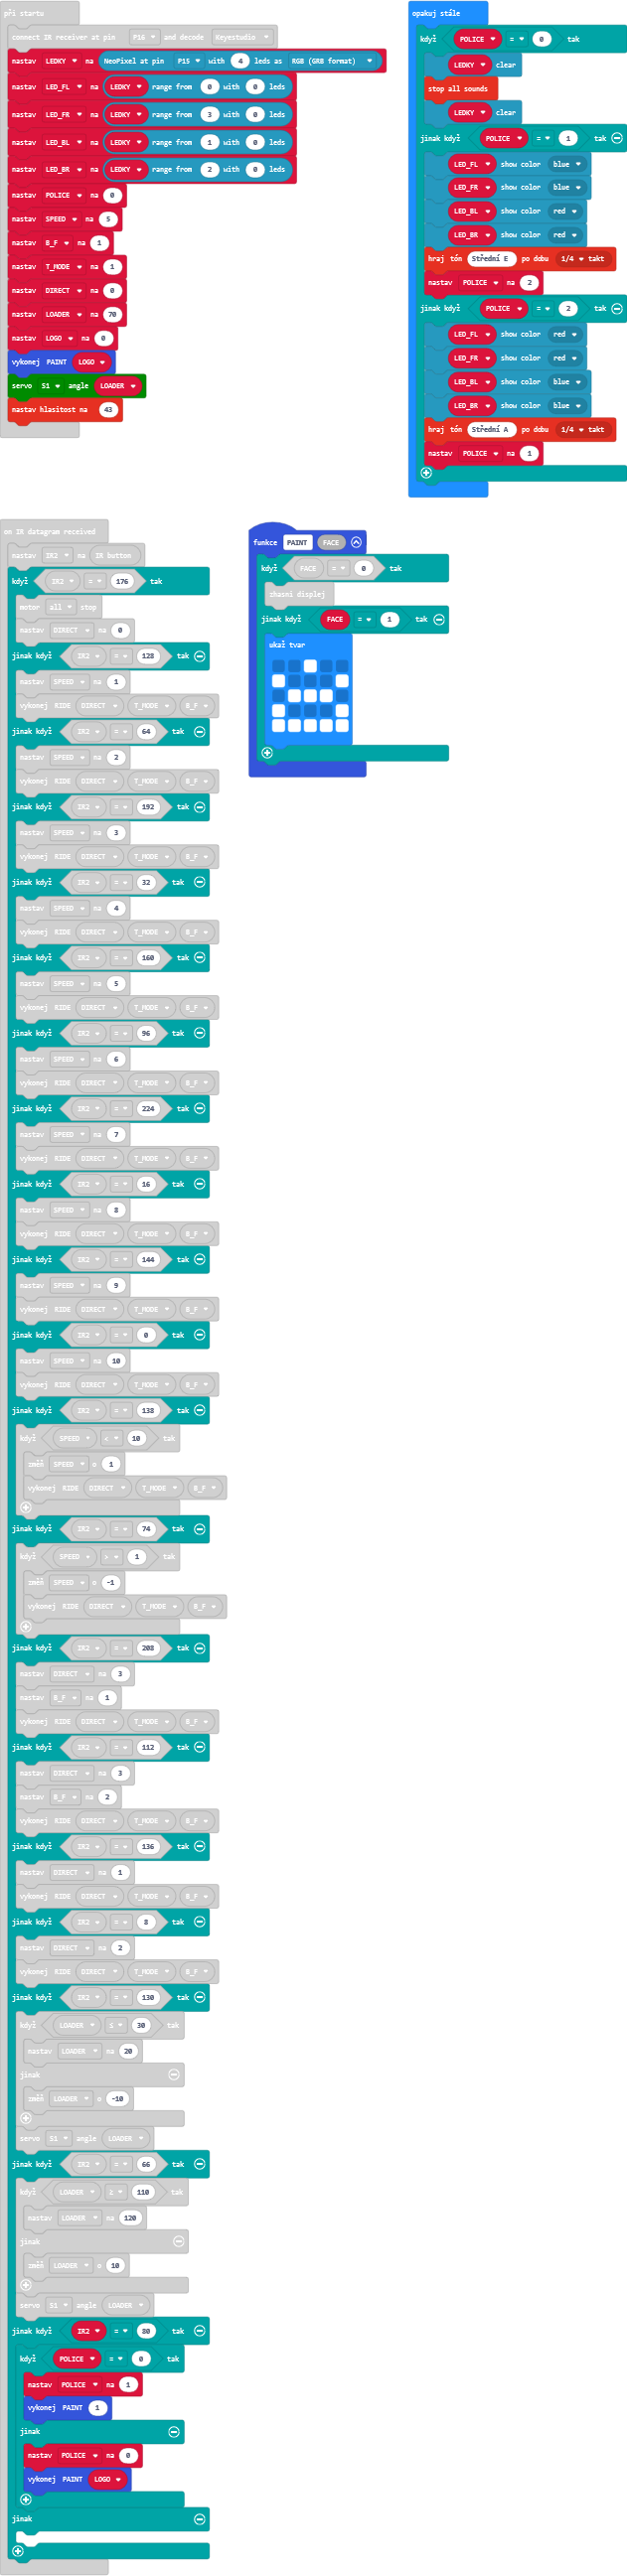 při startu
connect IR receiver at pin P16 and decode Keyestudio
nastav LEDKY na NeoPixel at pin P15 with 4 leds as RGB (GRB format)
nastav LED_FL na LEDKY range from 0 with 0 leds
nastav LED_FR na LEDKY range from 3 with 0 leds
nastav LED_BL na LEDKY range from 1 with 0 leds
nastav LED_BR na LEDKY range from 2 with 0 leds
nastav POLICE na 0
nastav SPEED na 5
nastav B_F na 1
nastav T_MODE na 1
nastav DIRECT na 0
nastav LOADER na 70
nastav LOGO na 0
vykonej PAINT LOGO
servo S1 angle LOADER
nastav hlasitost na 43
opakuj stále
když POLICE = 0 tak
LEDKY clear
stop all sounds
LEDKY clear
jinak když POLICE = 1 tak
LED_FL show color blue
LED_FR show color blue
LED_BL show color red
LED_BR show color red
hraj tón Střední E po dobu 1/4 takt
nastav POLICE na 2
jinak když POLICE = 2 tak
LED_FL show color red
LED_FR show color red
LED_BL show color blue
LED_BR show color blue
hraj tón Střední A po dobu 1/4 takt
nastav POLICE na 1
on IR datagram received
nastav IR2 na IR button
když IR2 = 176 tak
motor all stop
nastav DIRECT na 0
jinak když IR2 = 128 tak
nastav SPEED na 1
vykonej RIDE DIRECT T_MODE B_F
jinak když IR2 = 64 tak
nastav SPEED na 2
vykonej RIDE DIRECT T_MODE B_F
jinak když IR2 = 192 tak
nastav SPEED na 3
vykonej RIDE DIRECT T_MODE B_F
jinak když IR2 = 32 tak
nastav SPEED na 4
vykonej RIDE DIRECT T_MODE B_F
jinak když IR2 = 160 tak
nastav SPEED na 5
vykonej RIDE DIRECT T_MODE B_F
jinak když IR2 = 96 tak
nastav SPEED na 6
vykonej RIDE DIRECT T_MODE B_F
jinak když IR2 = 224 tak
nastav SPEED na 7
vykonej RIDE DIRECT T_MODE B_F
jinak když IR2 = 16 tak
nastav SPEED na 8
vykonej RIDE DIRECT T_MODE B_F
jinak když IR2 = 144 tak
nastav SPEED na 9
vykonej RIDE DIRECT T_MODE B_F
jinak když IR2 = 0 tak
nastav SPEED na 10
vykonej RIDE DIRECT T_MODE B_F
jinak když IR2 = 138 tak
když SPEED < 10 tak
změň SPEED o 1
vykonej RIDE DIRECT T_MODE B_F
jinak když IR2 = 74 tak
když SPEED > 1 tak
změň SPEED o -1
vykonej RIDE DIRECT T_MODE B_F
jinak když IR2 = 208 tak
nastav DIRECT na 3
nastav B_F na 1
vykonej RIDE DIRECT T_MODE B_F
jinak když IR2 = 112 tak
nastav DIRECT na 3
nastav B_F na 2
vykonej RIDE DIRECT T_MODE B_F
jinak když IR2 = 136 tak
nastav DIRECT na 1
vykonej RIDE DIRECT T_MODE B_F
jinak když IR2 = 8 tak
nastav DIRECT na 2
vykonej RIDE DIRECT T_MODE B_F
jinak když IR2 = 130 tak
když LOADER ≤ 30 tak
nastav LOADER na 20
jinak
změň LOADER o -10
servo S1 angle LOADER
jinak když IR2 = 66 tak
když LOADER ≥ 110 tak
nastav LOADER na 120
jinak
změň LOADER o 10
servo S1 angle LOADER
jinak když IR2 = 80 tak
když POLICE = 0 tak
nastav POLICE na 1
vykonej PAINT 1
jinak
nastav POLICE na 0
vykonej PAINT LOGO
jinak
funkce PAINT FACE
když FACE = 0 tak
zhasni displej
jinak když FACE = 1 tak
ukaž tvar